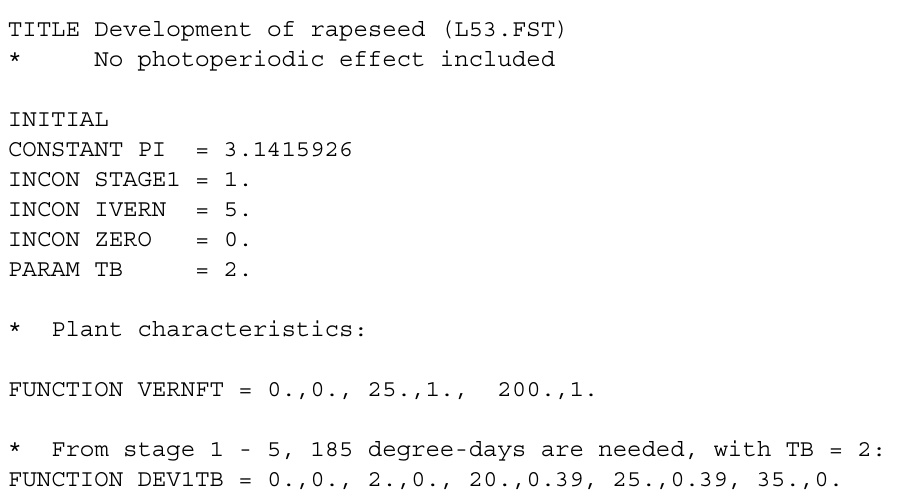 TITLE Development of rapeseed (L53.FST)
*     No photoperiodic effect included
INITIAL
CONSTANT PI  = 3.1415926
INCON STAGE1 = 1.
INCON IVERN  = 5.
INCON ZERO   = 0.
PARAM TB     = 2.
*  Plant characteristics:
FUNCTION VERNFT = 0.,0., 25.,1.,  200.,1.
*  From stage 1 - 5, 185 degree-days are needed, with TB = 2:
FUNCTION DEV1TB = 0.,0., 2.,0., 20.,0.39, 25.,0.39, 35.,0.